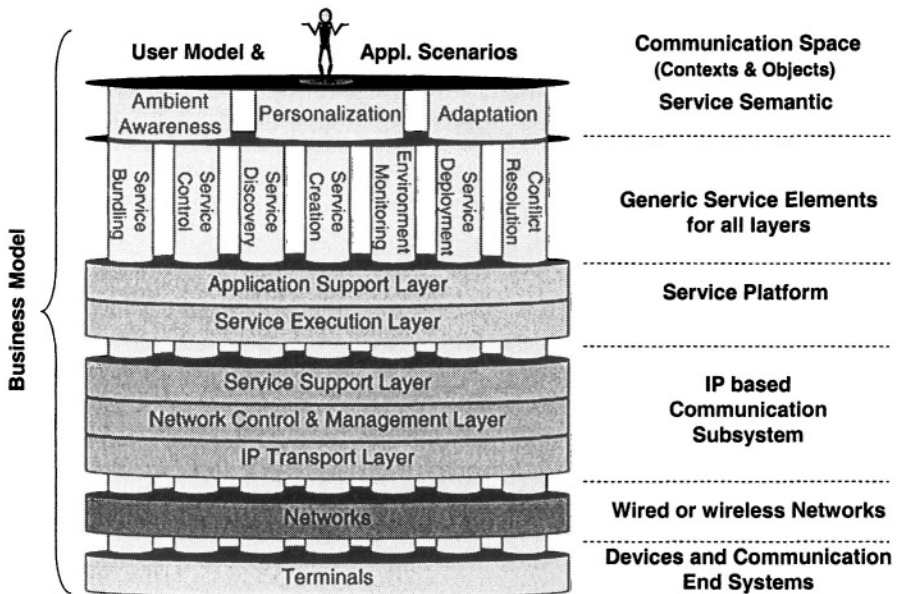 User Model & Appl. Scenarios
Communication Space
(Contexts & Objects)
Service Semantic
Ambient
Awareness
Personalization
Adaptation
Service
Bundling
Service
Control
Service
Discovery
Service
Creation
Environment
Monitoring
Service
Deployment
Conflict
Resolution
Generic Service Elements
for all layers
Application Support Layer
Service Execution Layer
Service Platform
Service Support Layer
Network Control & Management Layer
IP Transport Layer
IP based
Communication
Subsystem
Networks
Wired or wireless Networks
Terminals
Devices and Communication
End Systems
Business Model